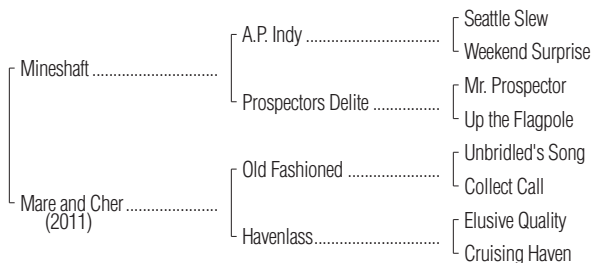 Seattle Slew
A.P. Indy ..............................
Weekend Surprise
Mineshaft ............................
Mr. Prospector
Prospectors Delite ...............
Up the Flagpole
Unbridled's Song
Old Fashioned .....................
Collect Call
Mare and Cher ....................
(2011)
Elusive Quality
Havenlass............................
Cruising Haven